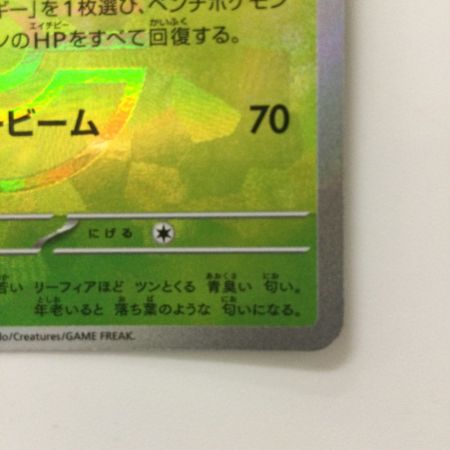 ギー」を1枚選び、ベンチポケモン
ンのHPをすべて回復する。
ービーム 70
にげる
若い リーフィアほど ツンとくる 青臭い 匂い。
年老いると 落ち葉のような 匂いになる。
do/Creatures/GAME FREAK.